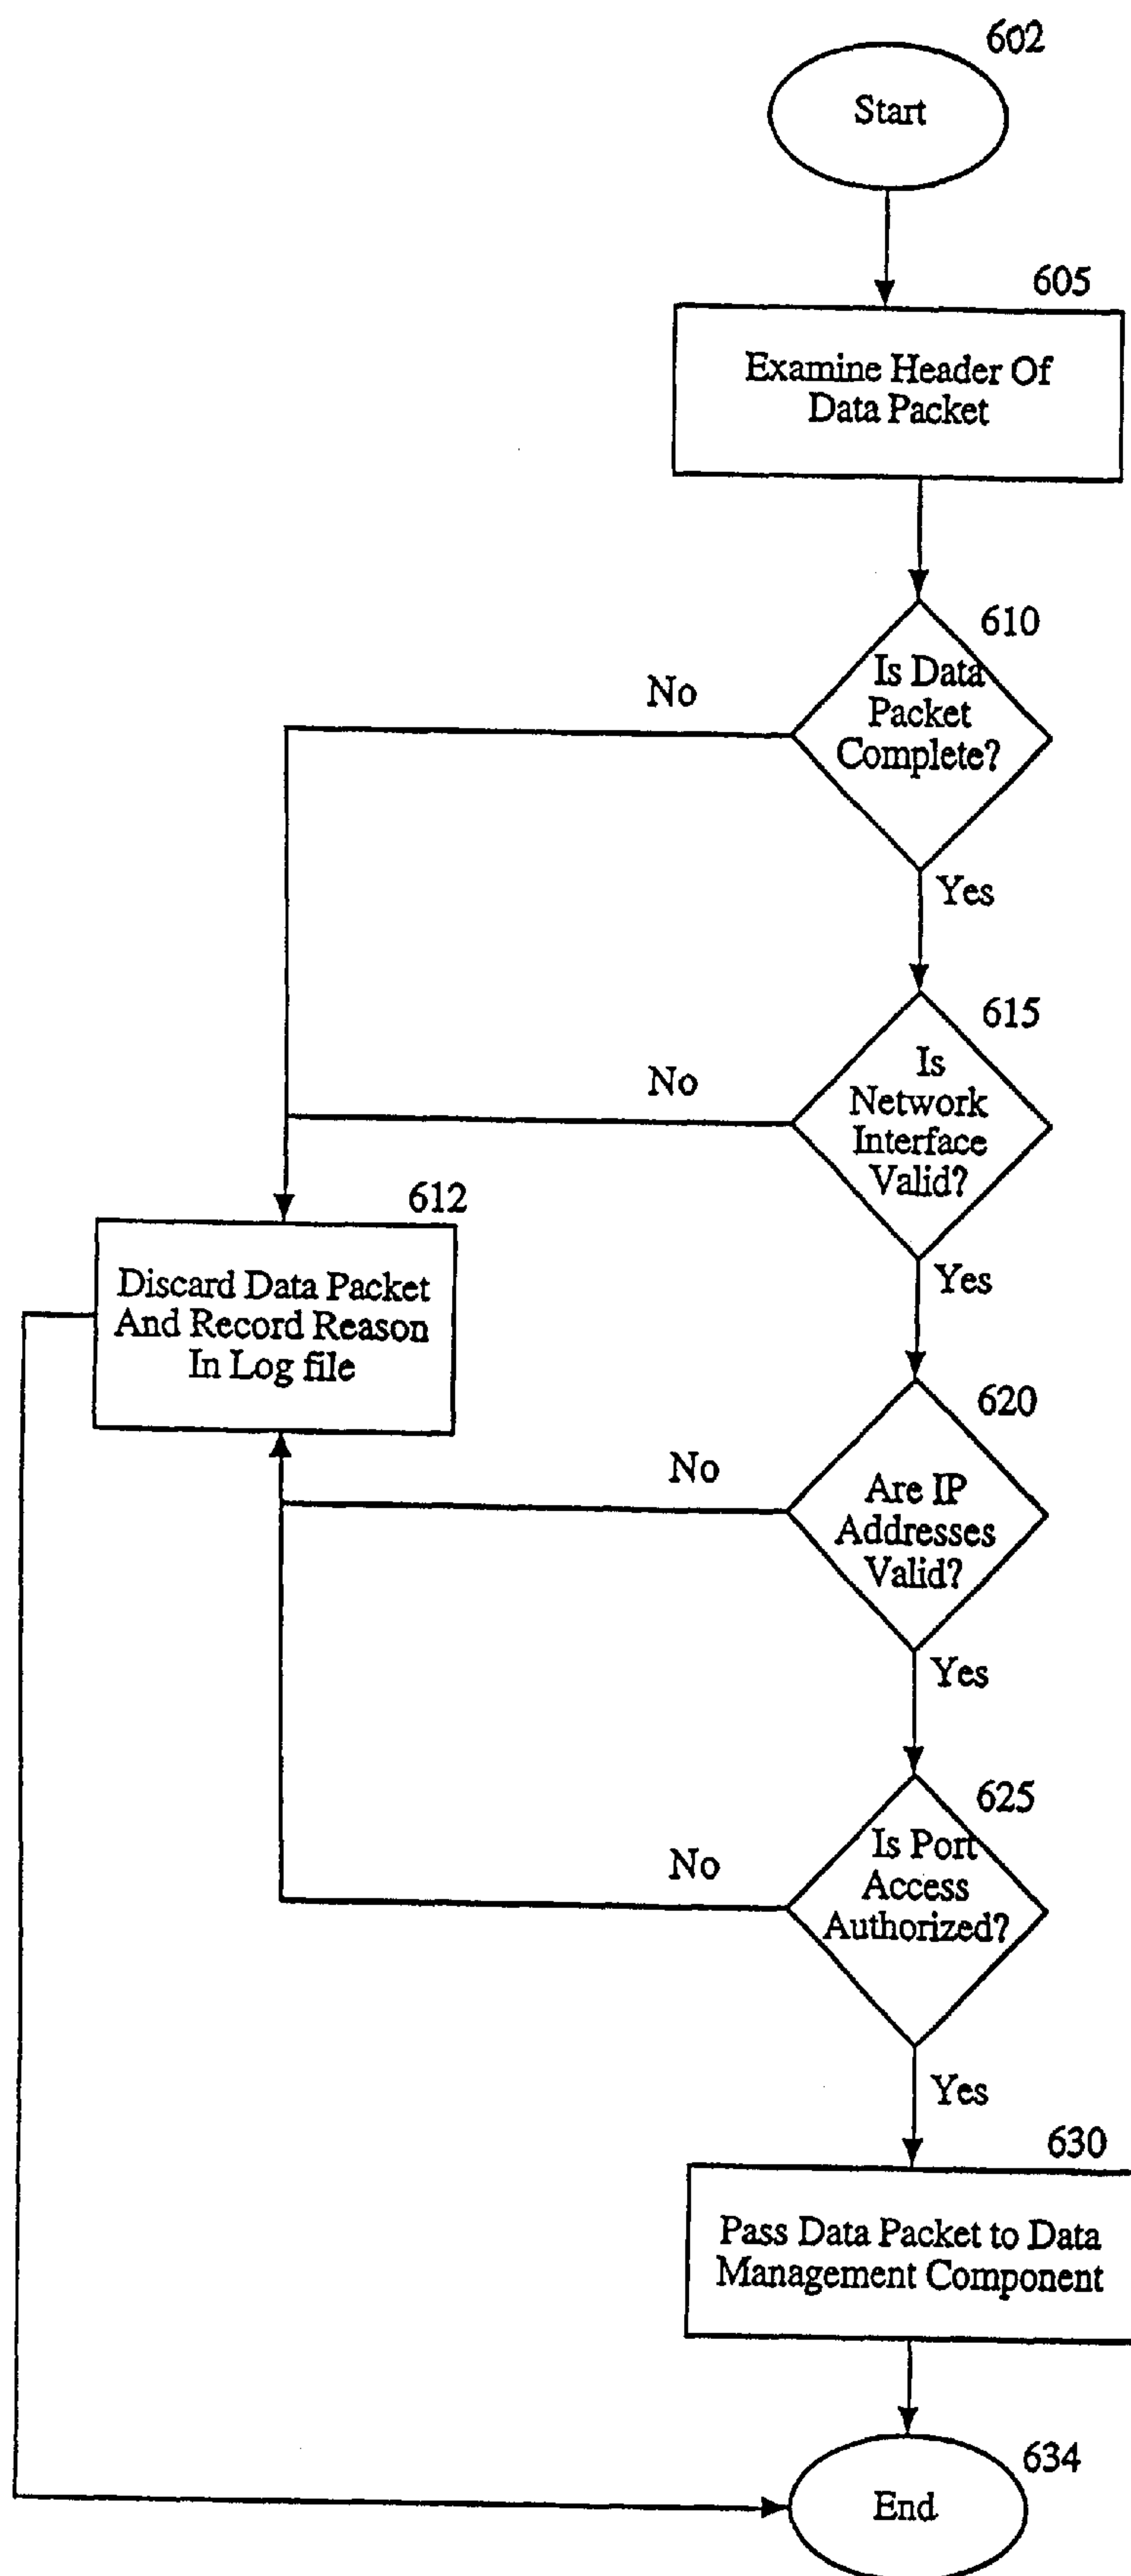 602
Start
605
Examine Header Of
Data Packet
610
Is Data
Packet
Complete?
No
Yes
615
Is
Network
Interface
Valid?
No
Yes
612
Discard Data Packet
And Record Reason
In Log file
620
Are IP
Addresses
Valid?
No
Yes
625
Is Port
Access
Authorized?
No
Yes
630
Pass Data Packet to Data
Management Component
634
End